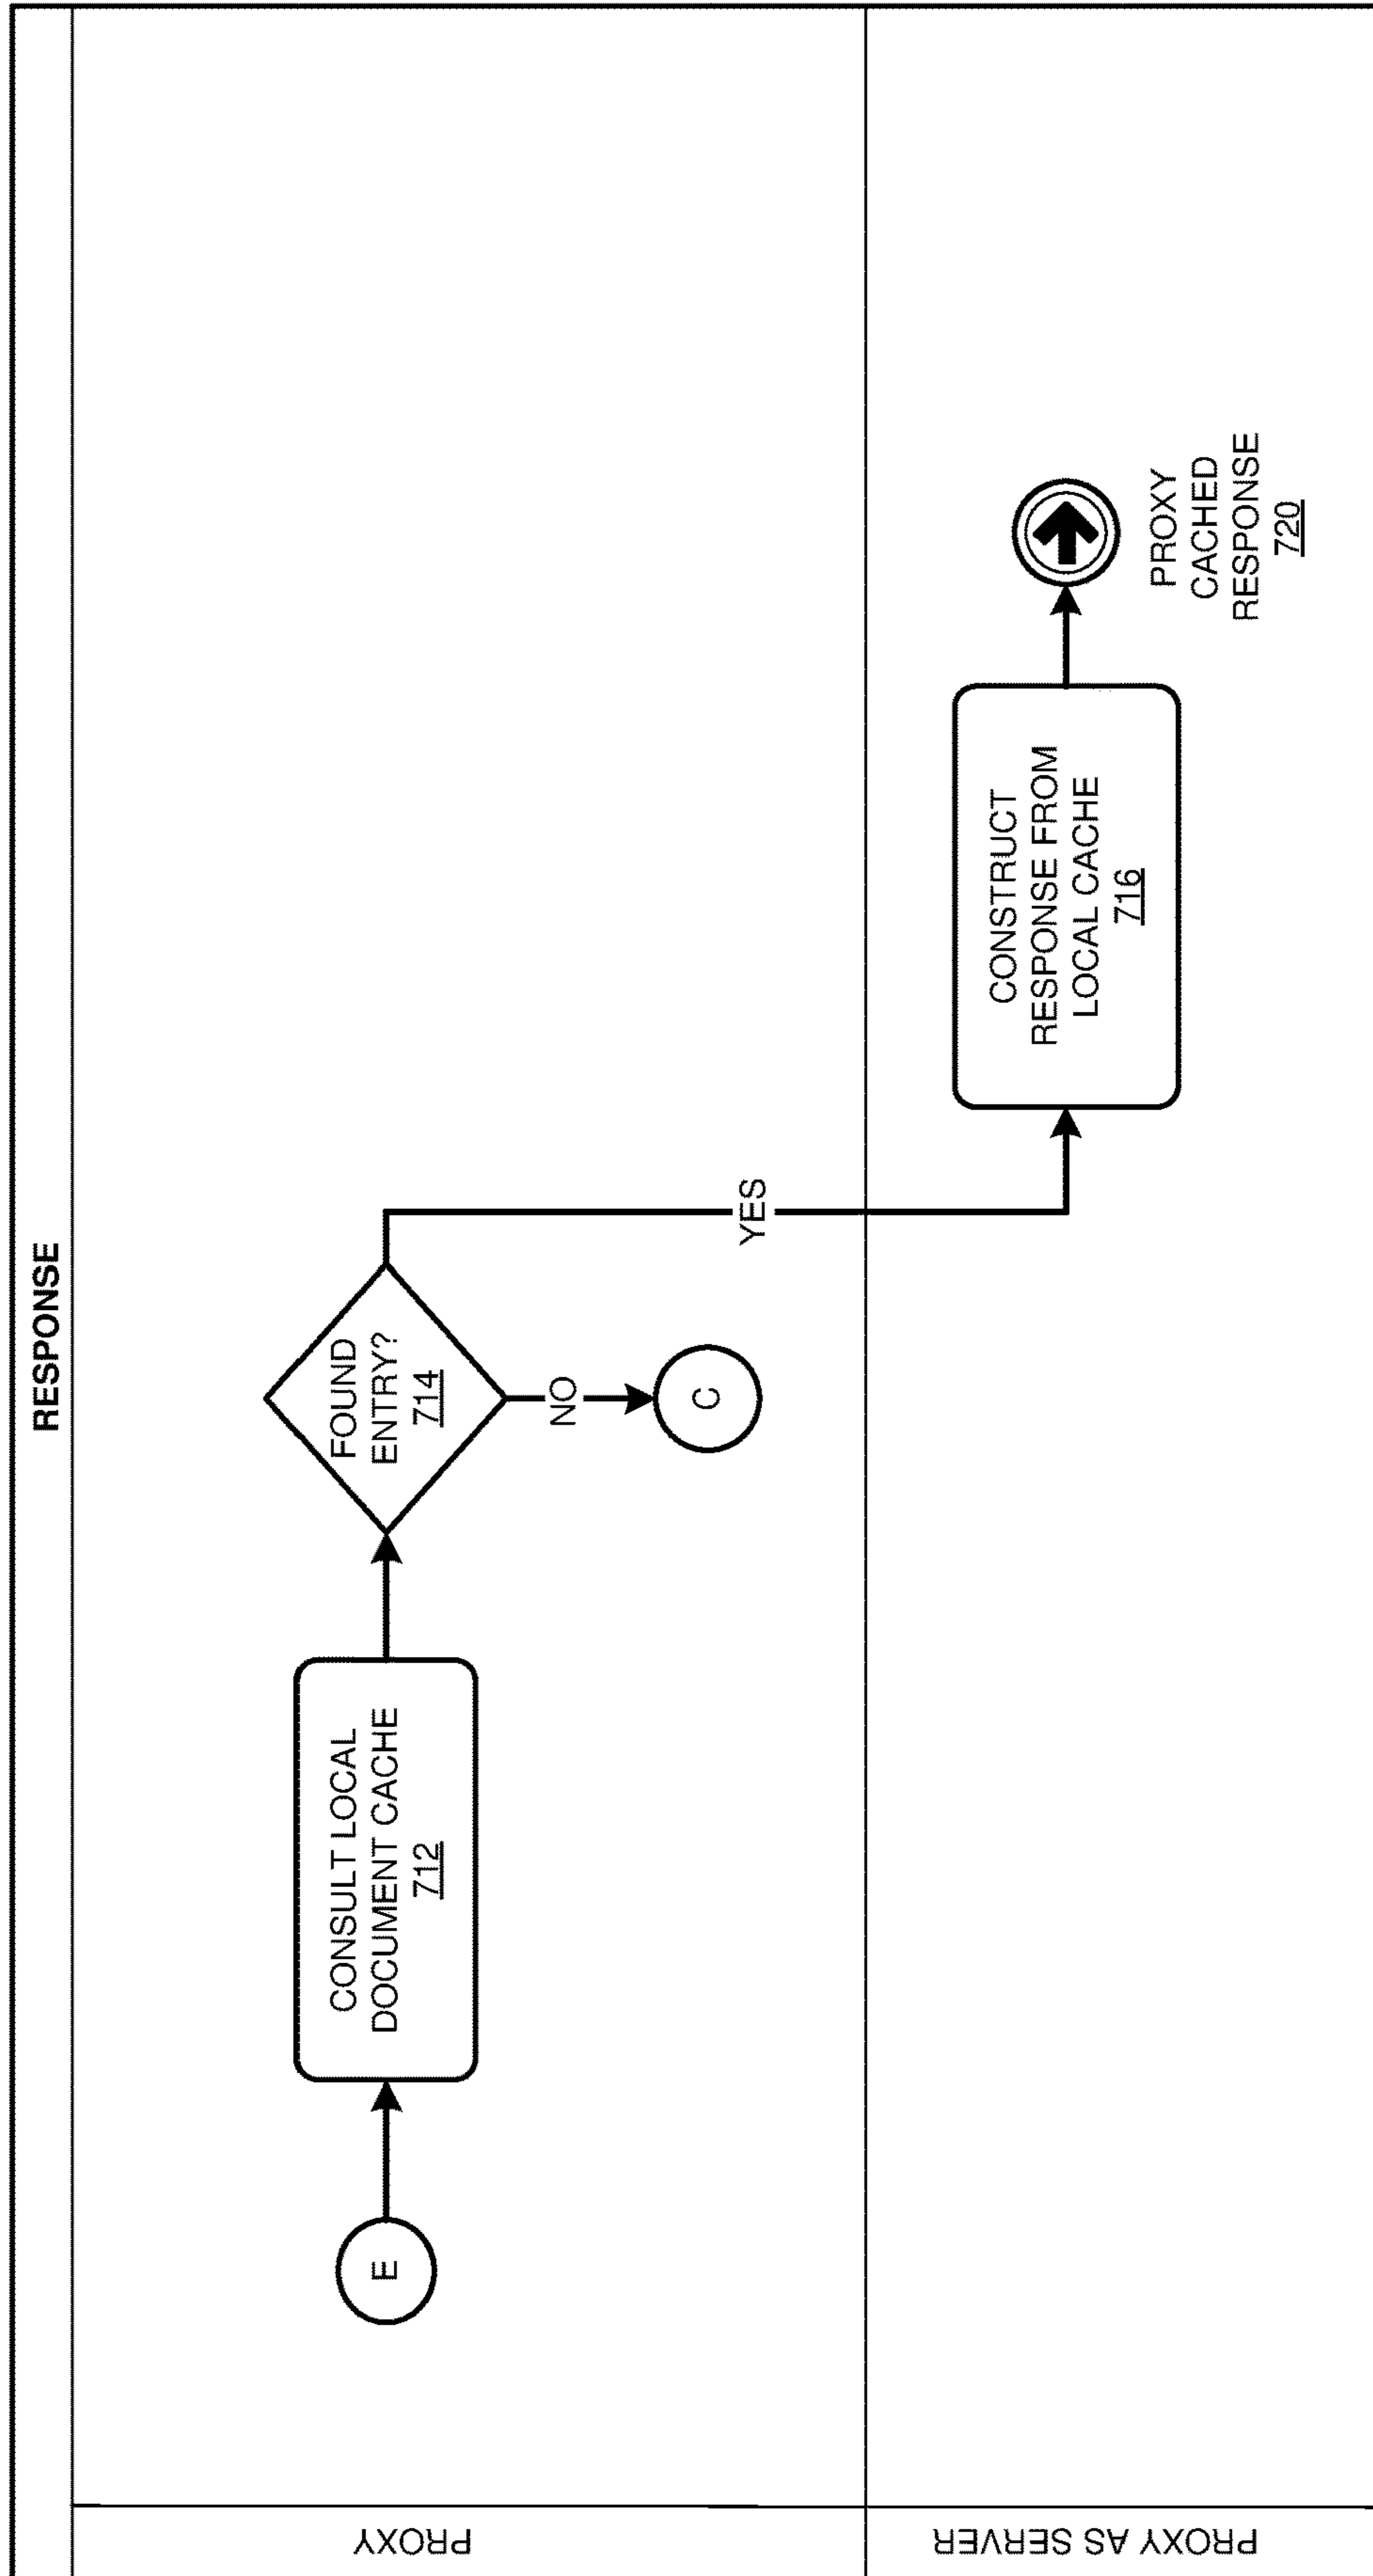 RESPONSE
PROXY
E
CONSULT LOCAL
DOCUMENT CACHE
712
FOUND
ENTRY?
714
NO
C
YES
PROXY AS SERVER
CONSTRUCT
RESPONSE FROM
LOCAL CACHE
716
PROXY
CACHED
RESPONSE
720